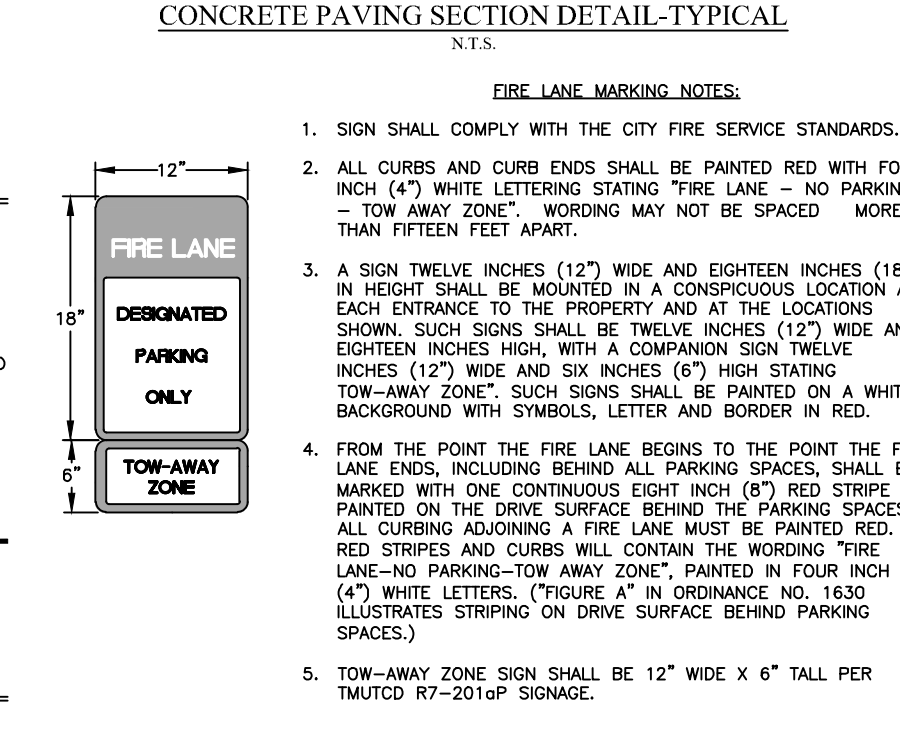 CONCRETE PAVING SECTION DETAIL-TYPICAL
N.T.S.
FIRE LANE MARKING NOTES:
1. SIGN SHALL COMPLY WITH THE CITY FIRE SERVICE STANDARDS.
2. ALL CURBS AND CURB ENDS SHALL BE PAINTED RED WITH FO
INCH (4") WHITE LETTERING STATING "FIRE LANE – NO PARKIN
– TOW AWAY ZONE". WORDING MAY NOT BE SPACED MORE
THAN FIFTEEN FEET APART.
3. A SIGN TWELVE INCHES (12") WIDE AND EIGHTEEN INCHES (18
IN HEIGHT SHALL BE MOUNTED IN A CONSPICUOUS LOCATION A
EACH ENTRANCE TO THE PROPERTY AND AT THE LOCATIONS
SHOWN. SUCH SIGNS SHALL BE TWELVE INCHES (12") WIDE AN
EIGHTEEN INCHES HIGH, WITH A COMPANION SIGN TWELVE
INCHES (12") WIDE AND SIX INCHES (6") HIGH STATING
TOW–AWAY ZONE". SUCH SIGNS SHALL BE PAINTED ON A WHIT
BACKGROUND WITH SYMBOLS, LETTER AND BORDER IN RED.
4. FROM THE POINT THE FIRE LANE BEGINS TO THE POINT THE F
LANE ENDS, INCLUDING BEHIND ALL PARKING SPACES, SHALL B
MARKED WITH ONE CONTINUOUS EIGHT INCH (8") RED STRIPE
PAINTED ON THE DRIVE SURFACE BEHIND THE PARKING SPACES
ALL CURBING ADJOINING A FIRE LANE MUST BE PAINTED RED.
RED STRIPES AND CURBS WILL CONTAIN THE WORDING "FIRE
LANE–NO PARKING–TOW AWAY ZONE", PAINTED IN FOUR INCH
(4") WHITE LETTERS. ("FIGURE A" IN ORDINANCE NO. 1630
ILLUSTRATES STRIPING ON DRIVE SURFACE BEHIND PARKING
SPACES.)
5. TOW–AWAY ZONE SIGN SHALL BE 12" WIDE X 6" TALL PER
TMUTCD R7–201aP SIGNAGE.
12"
18"
6"
FIRE LANE
DESIGNATED
PARKING
ONLY
TOW–AWAY
ZONE